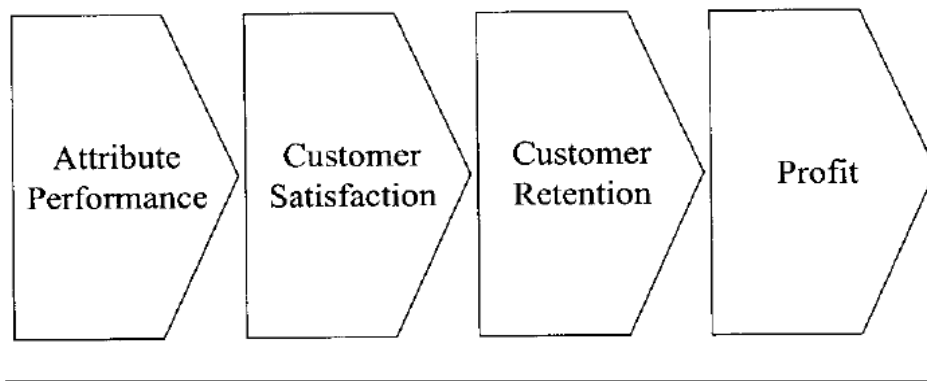 Attribute
Performance
Customer
Satisfaction
Customer
Retention
Profit